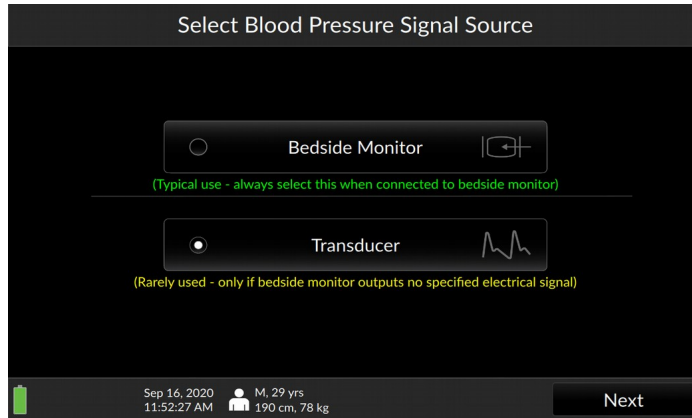 Select Blood Pressure Signal Source
Bedside Monitor
(Typical use - always select this when connected to bedside monitor)
Transducer
(Rarely used - only if bedside monitor outputs no specified electrical signal)
Sep 16, 2020
11:52:27 AM
M, 29 yrs
190 cm, 78 kg
Next